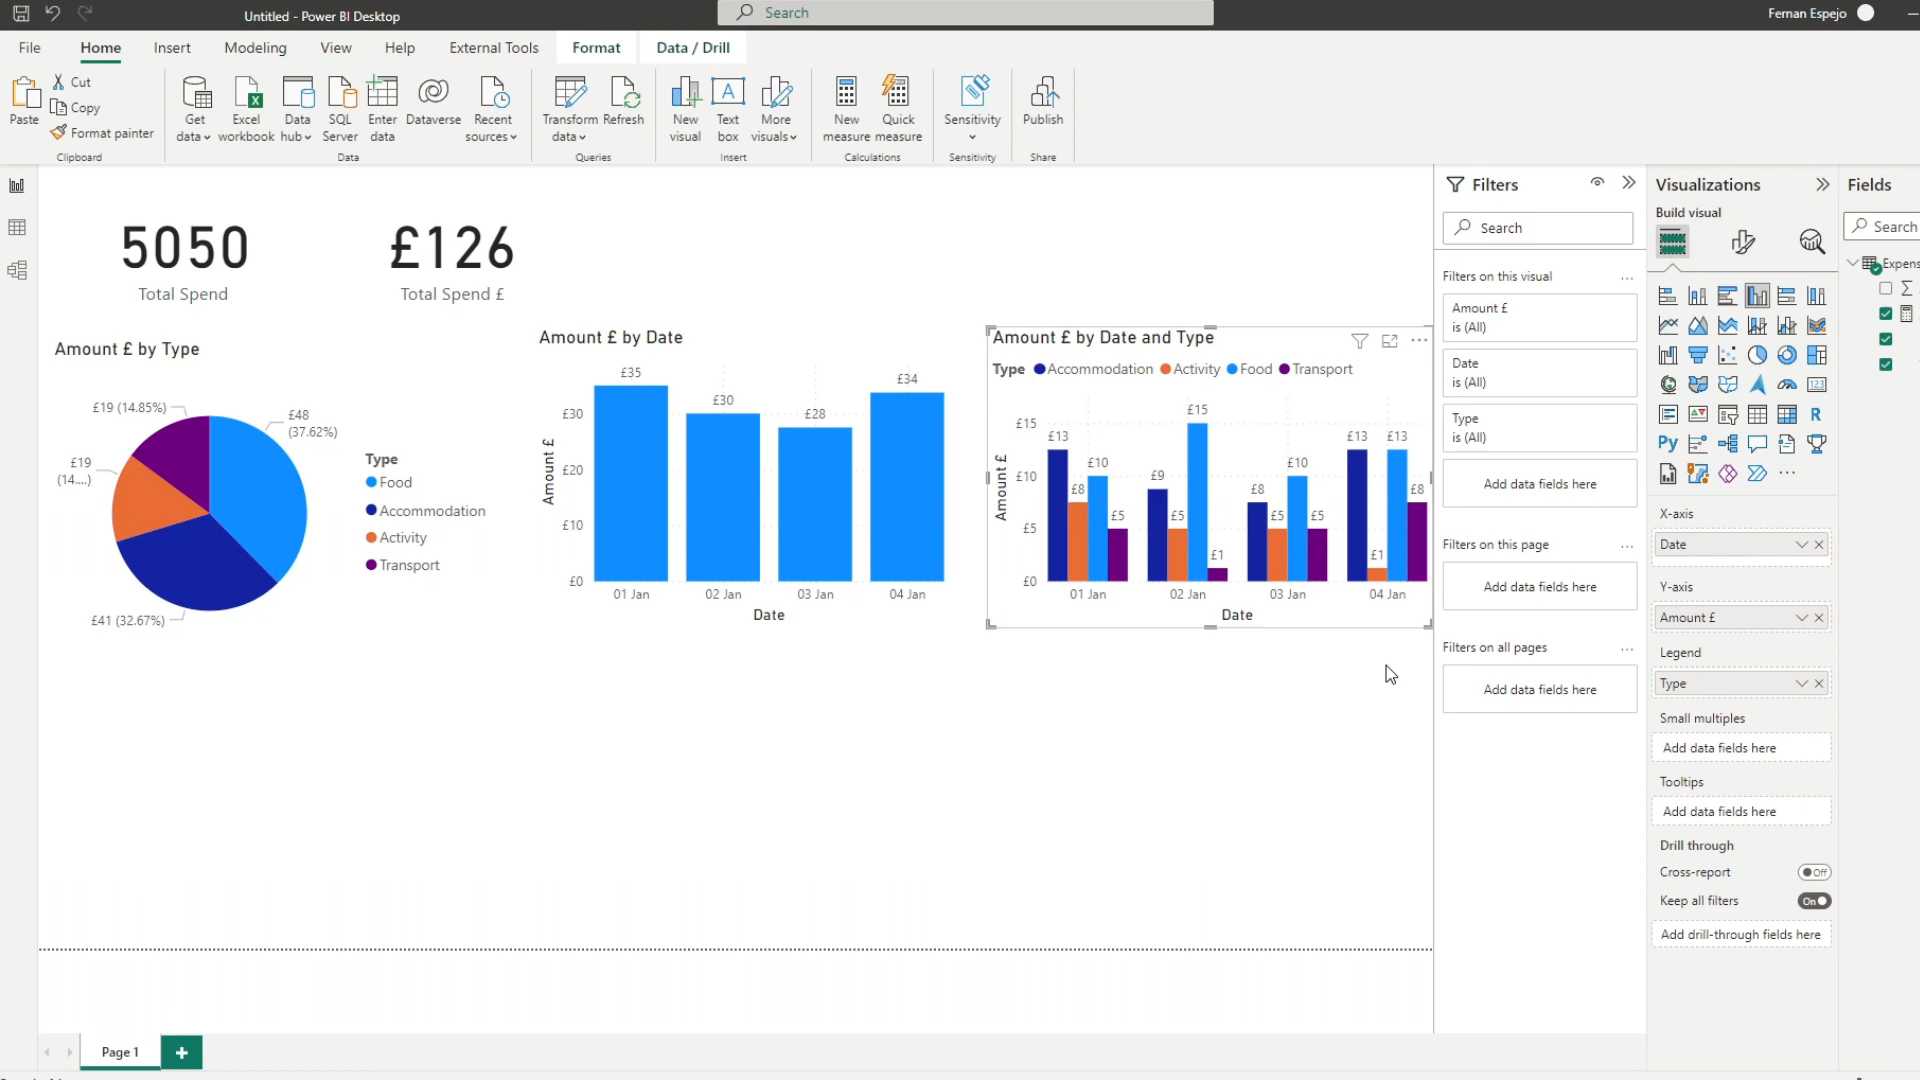 Untitled - Power BI Desktop
Search
Fernan Espejo
File Home Insert Modeling View Help External Tools Format Data / Drill
Paste
Cut
Copy
Format painter
Clipboard
Get data
Excel workbook
Data hub
SQL Server
Enter data
Dataverse
Recent sources
Data
Transform data
Refresh
Queries
New visual
Text box
More visuals
Insert
New measure
Quick measure
Calculations
Sensitivity
Sensitivity
Publish
Share
5050
Total Spend
£126
Total Spend £
Amount £ by Type
£19 (14.85%)
£48
(37.62%)
£19
(14....)
£41 (32.67%)
Type
Food
Accommodation
Activity
Transport
Amount £ by Date
£35
£30
£28
£34
Amount £
£30
£20
£10
£0
01 Jan 02 Jan 03 Jan 04 Jan
Date
Amount £ by Date and Type
Type Accommodation Activity Food Transport
Amount £
£15
£10
£5
£0
£13 £8 £10 £5
£9 £5 £15 £1
£8 £5 £10 £5
£13 £1 £13 £8
01 Jan 02 Jan 03 Jan 04 Jan
Date
Filters
Search
Filters on this visual ...
Amount £
is (All)
Date
is (All)
Type
is (All)
Add data fields here
Filters on this page ...
Add data fields here
Filters on all pages ...
Add data fields here
Visualizations
Build visual
123
R
Py
...
X-axis
Date
Y-axis
Amount £
Legend
Type
Small multiples
Add data fields here
Tooltips
Add data fields here
Drill through
Cross-report
Off
Keep all filters
On
Add drill-through fields here
Fields
Search
Expens
Page 1